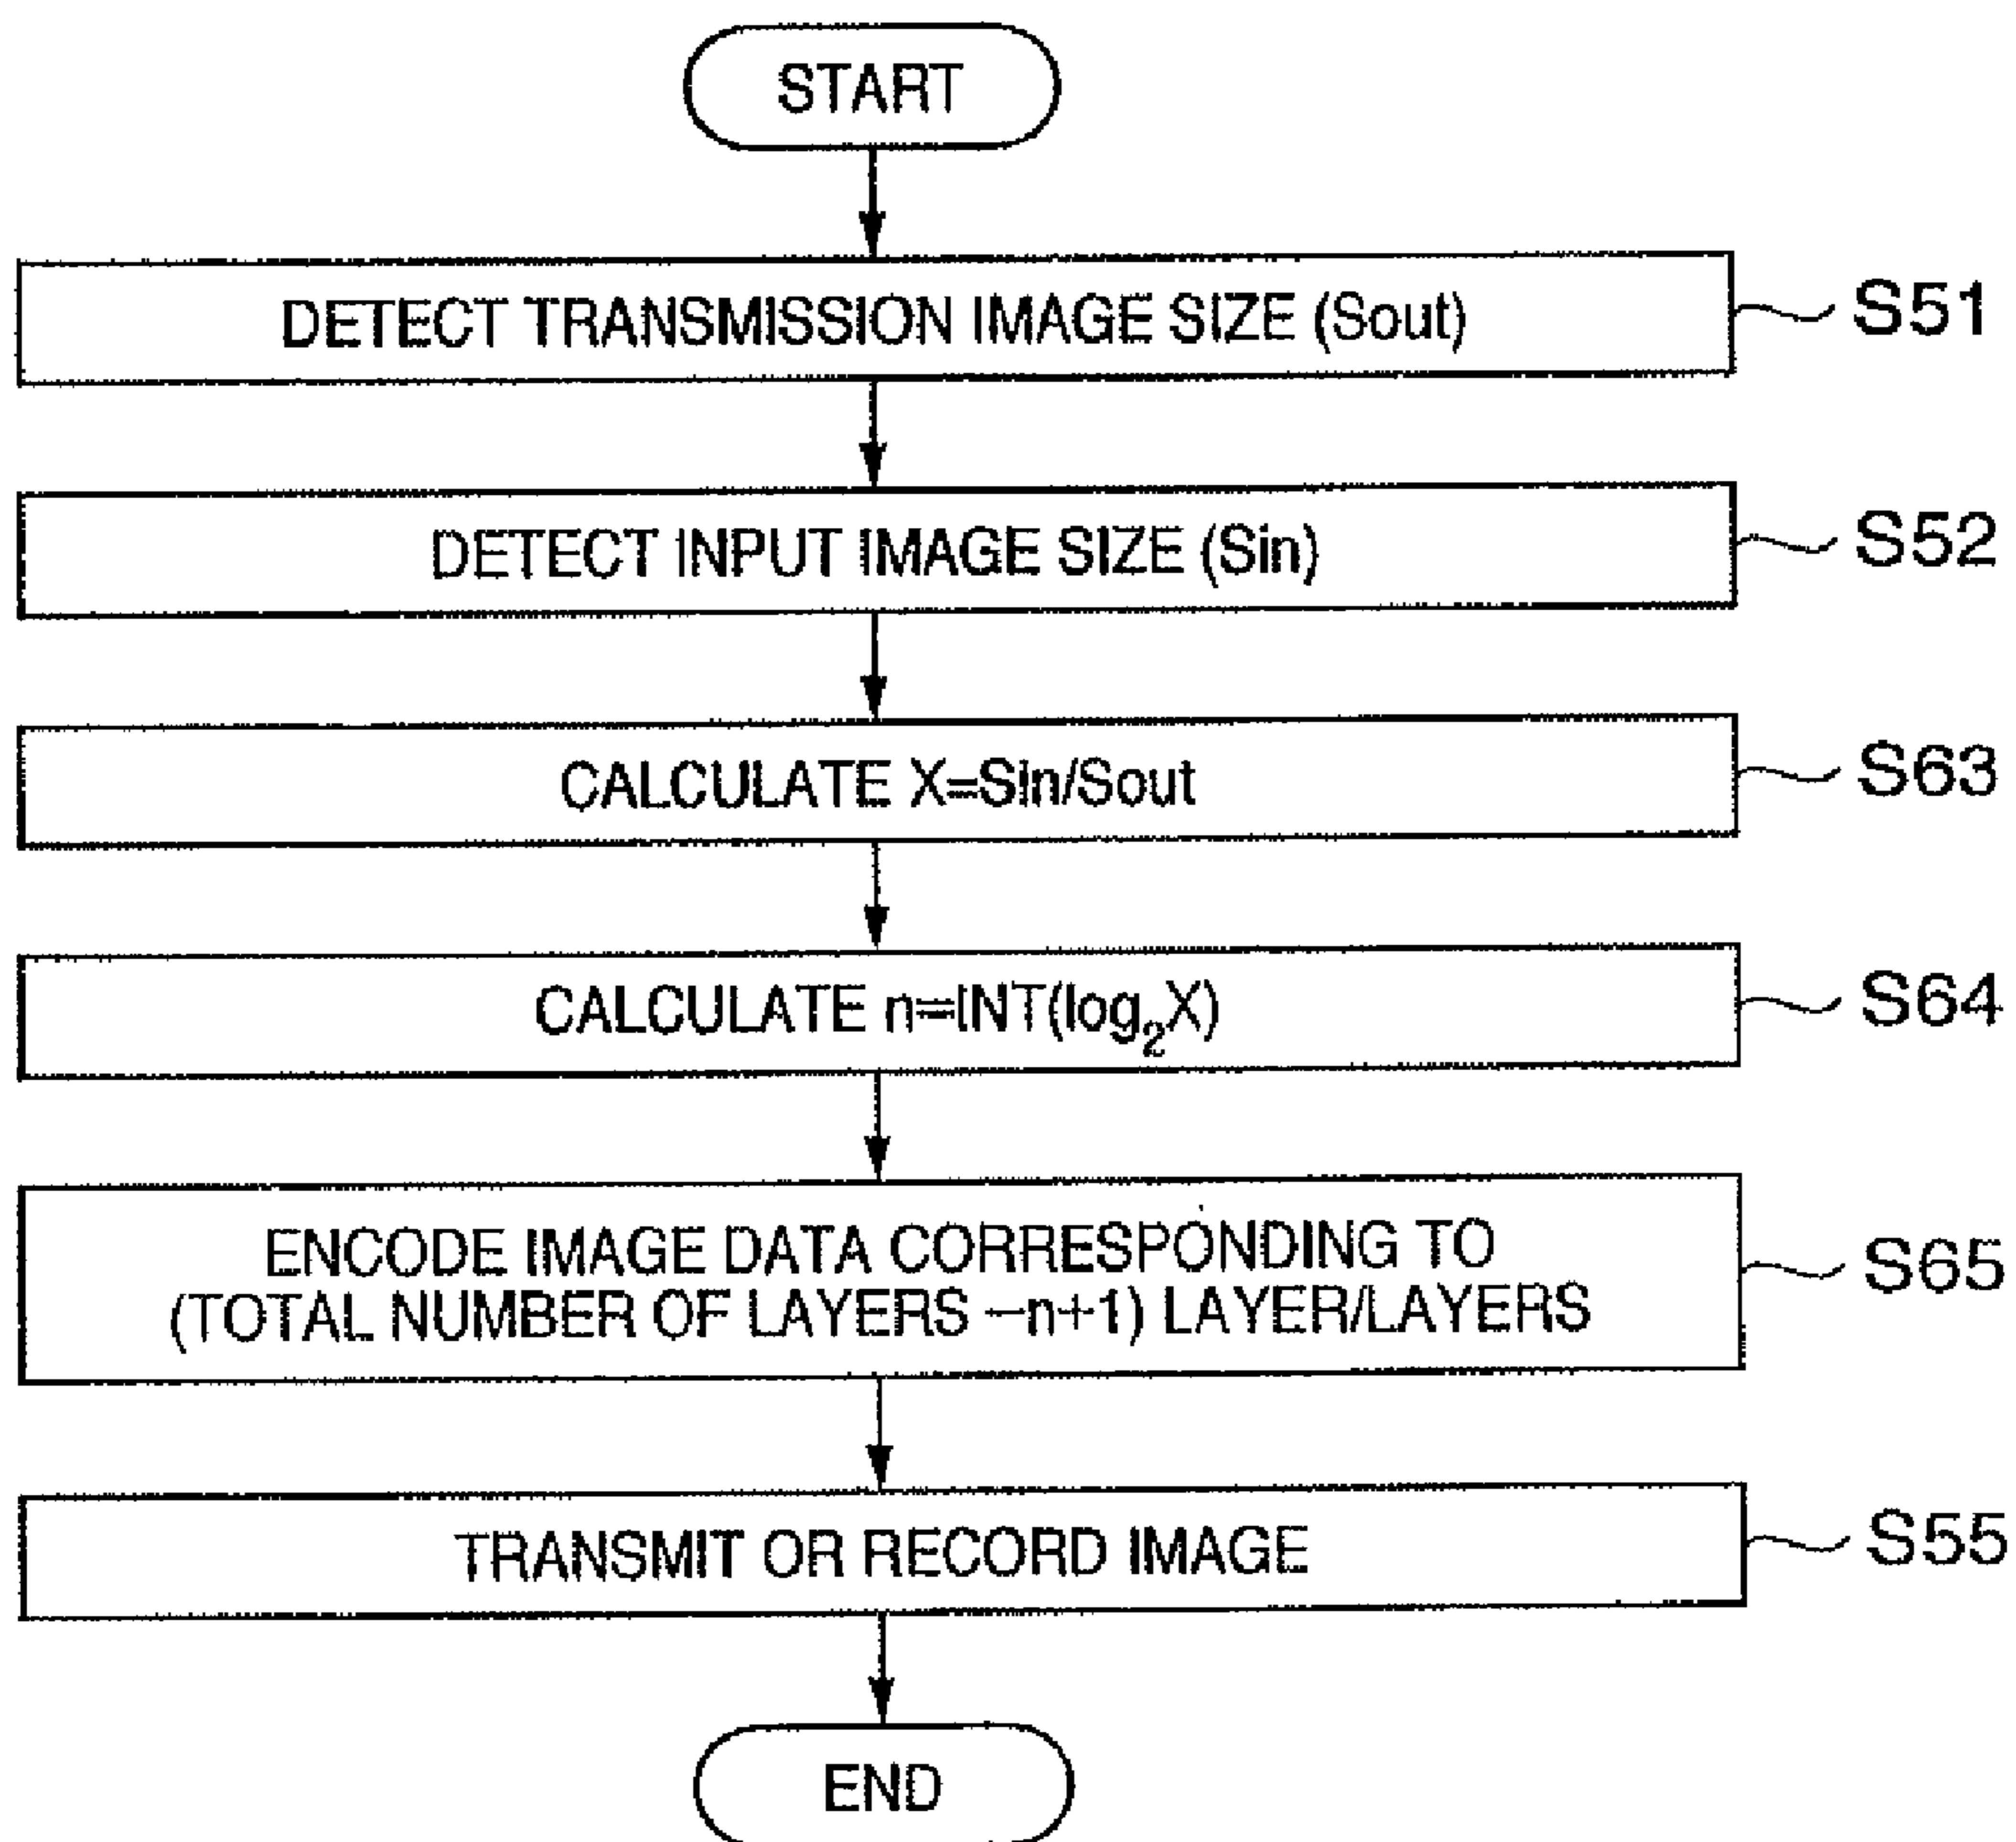 START
DETECT TRANSMISSION IMAGE SIZE (Sout)
S51
DETECT INPUT IMAGE SIZE (Sin)
S52
CALCULATE X=Sin/Sout
S63
CALCULATE n=INT(log₂X)
S64
ENCODE IMAGE DATA CORRESPONDING TO
(TOTAL NUMBER OF LAYERS −n+1) LAYER/LAYERS
S65
TRANSMIT OR RECORD IMAGE
S55
END